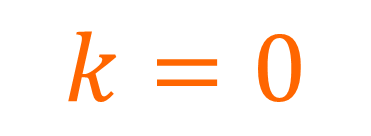 k = 0